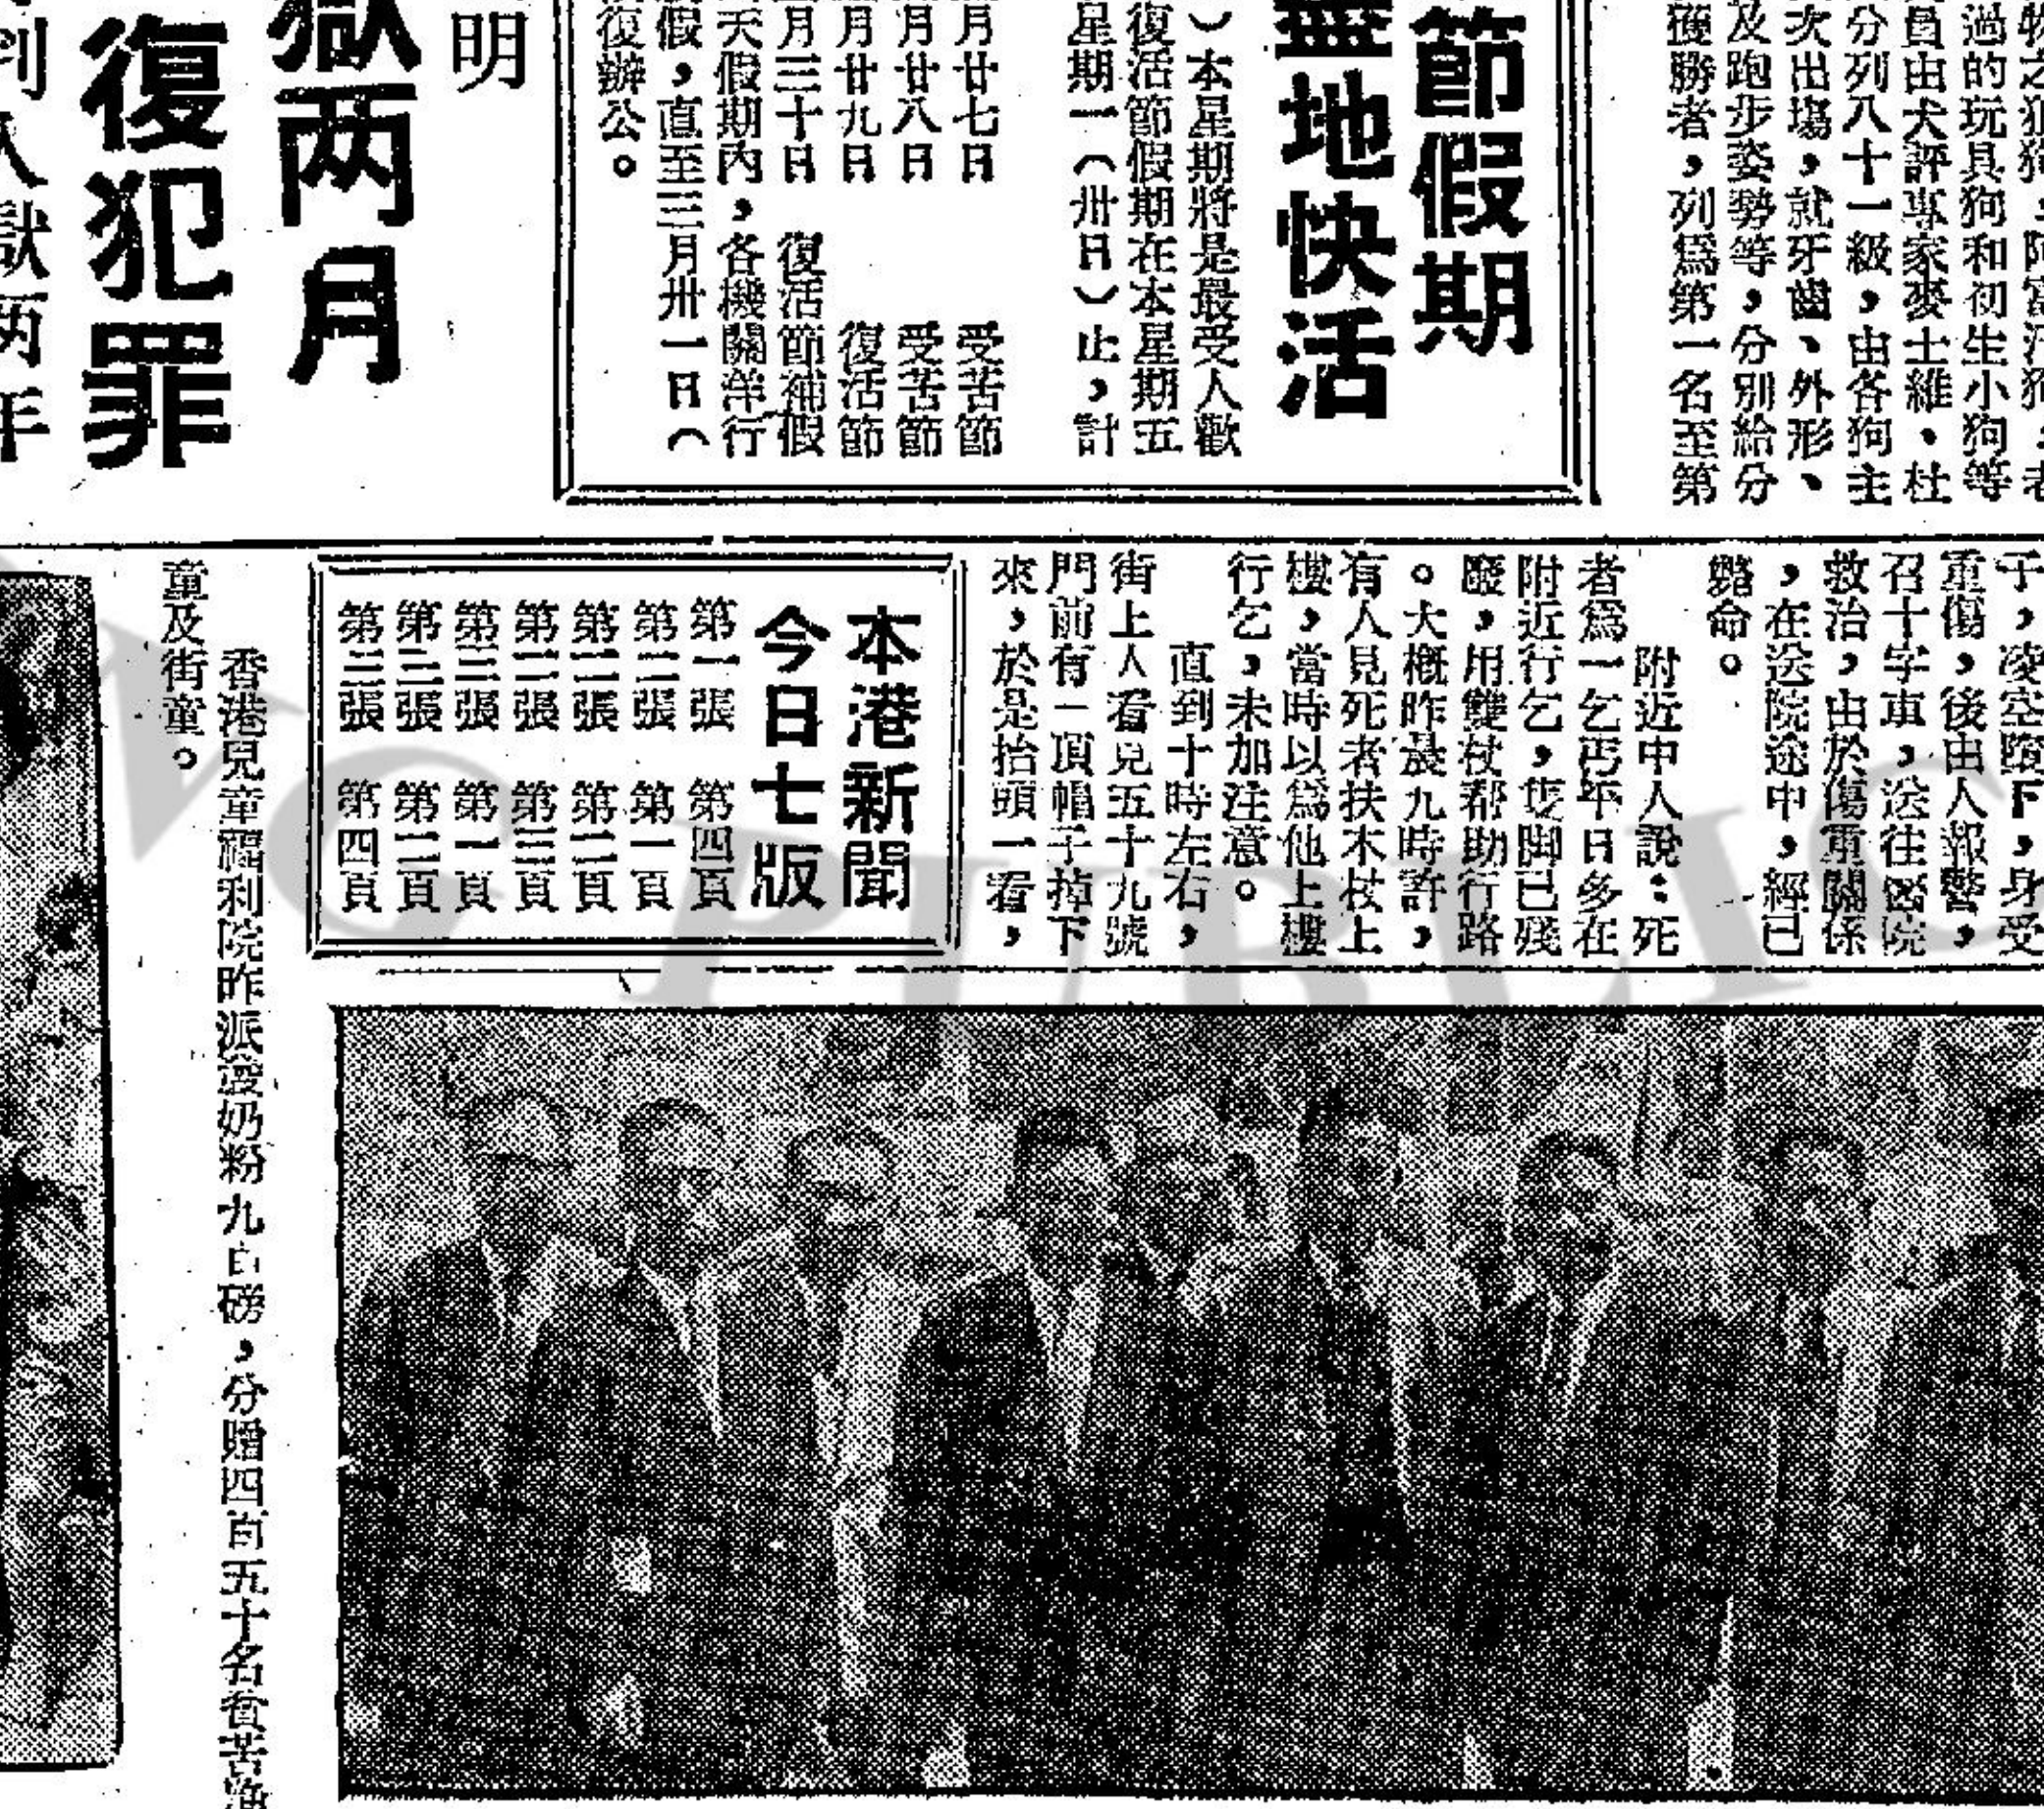 過的玩具狗和初生小狗等
員由犬評專家麥士維、杜
分列八十一級，由各狗主
次出場，就牙齒、外形、
及跑步姿勢等，分別給分
獲勝者，列爲第一名至第
節假期
盡地快活
）本星期將是最受人歡
復活節假期在本星期五
星期一（卅日）止，計
月廿七日　受苦節
月廿八日　受苦節
月廿九日　復活節
月三十日　復活節補假
天假期內，各機關洋行
假，直至三月卅一日（
復辦公。
明
獄两月
復犯罪
判入獄两年
子，凌空墮下，身受
重傷，後由人報警，
召十字車，送往醫院
救治，由於傷重關係
，在送院途中，經已
斃命。
附近中人說：死
者爲一乞丐平日多在
附近行乞，隻脚已殘
廢，用雙杖帮助行路
。大槪昨晨九時許，
有人見死者扶木杖上
樓，當時以爲他上樓
行乞，未加注意。
直到十時左右，
街上人看見五十九號
門前有一頂帽子掉下
來，於是抬頭一看，
本港新聞
今日七版
第一張　第四頁
第二張　第一頁
第二張　第二頁
第二張　第三頁
第三張　第一頁
第三張　第二頁
第三張　第四頁
香港兒童福利院昨派發奶粉九百磅，分贈四百五十名貧苦漁
童及街童。
PUBLIC